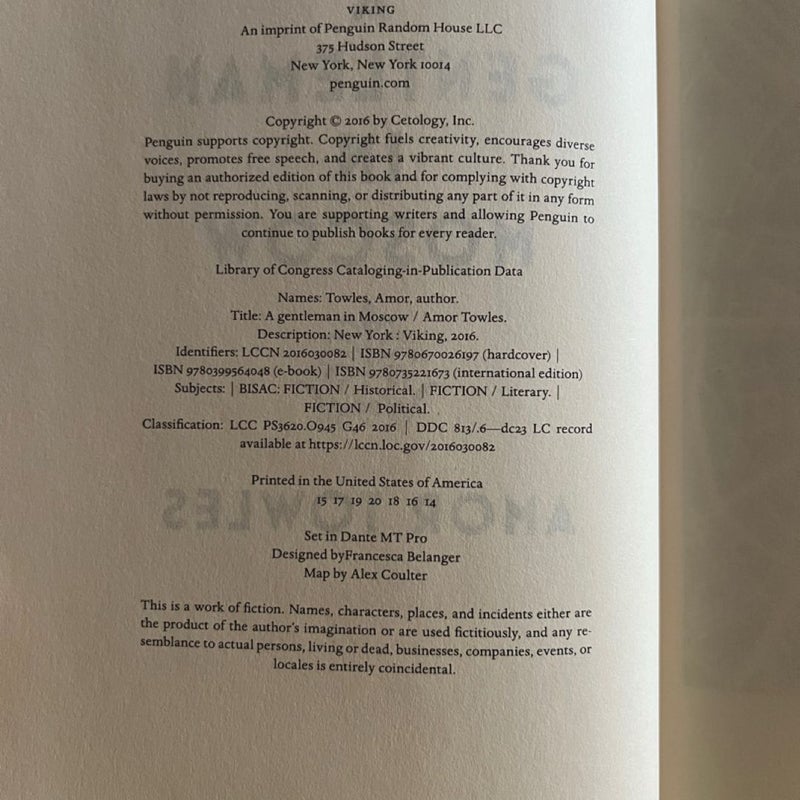 VIKING
An imprint of Penguin Random House LLC
375 Hudson Street
New York, New York 10014
penguin.com
Copyright © 2016 by Cetology, Inc.
Penguin supports copyright. Copyright fuels creativity, encourages diverse
voices, promotes free speech, and creates a vibrant culture. Thank you for
buying an authorized edition of this book and for complying with copyright
laws by not reproducing, scanning, or distributing any part of it in any form
without permission. You are supporting writers and allowing Penguin to
continue to publish books for every reader.
Library of Congress Cataloging-in-Publication Data
Names: Towles, Amor, author.
Title: A gentleman in Moscow / Amor Towles.
Description: New York : Viking, 2016.
Identifiers: LCCN 2016030082 | ISBN 9780670026197 (hardcover) |
ISBN 9780399564048 (e-book) | ISBN 9780735221673 (international edition)
Subjects: | BISAC: FICTION / Historical. | FICTION / Literary. |
FICTION / Political.
Classification: LCC PS3620.O945 G46 2016 | DDC 813/.6—dc23 LC record
available at https://lccn.loc.gov/2016030082
Printed in the United States of America
15 17 19 20 18 16 14
Set in Dante MT Pro
Designed byFrancesca Belanger
Map by Alex Coulter
This is a work of fiction. Names, characters, places, and incidents either are
the product of the author's imagination or are used fictitiously, and any re-
semblance to actual persons, living or dead, businesses, companies, events, or
locales is entirely coincidental.